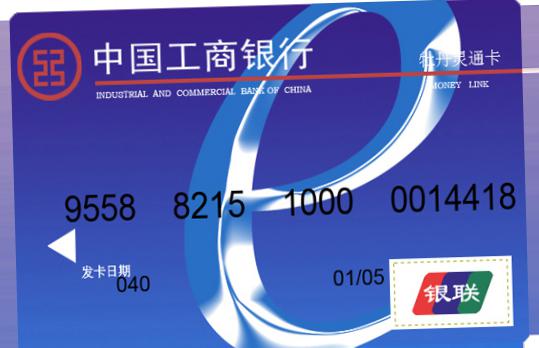 中国工商银行
INDUSTRIAL AND COMMERCIAL BANK OF CHINA
牡丹灵通卡
MONEY LINK
9558 8215 1000 0014418
发卡日期
040 01/05
银联